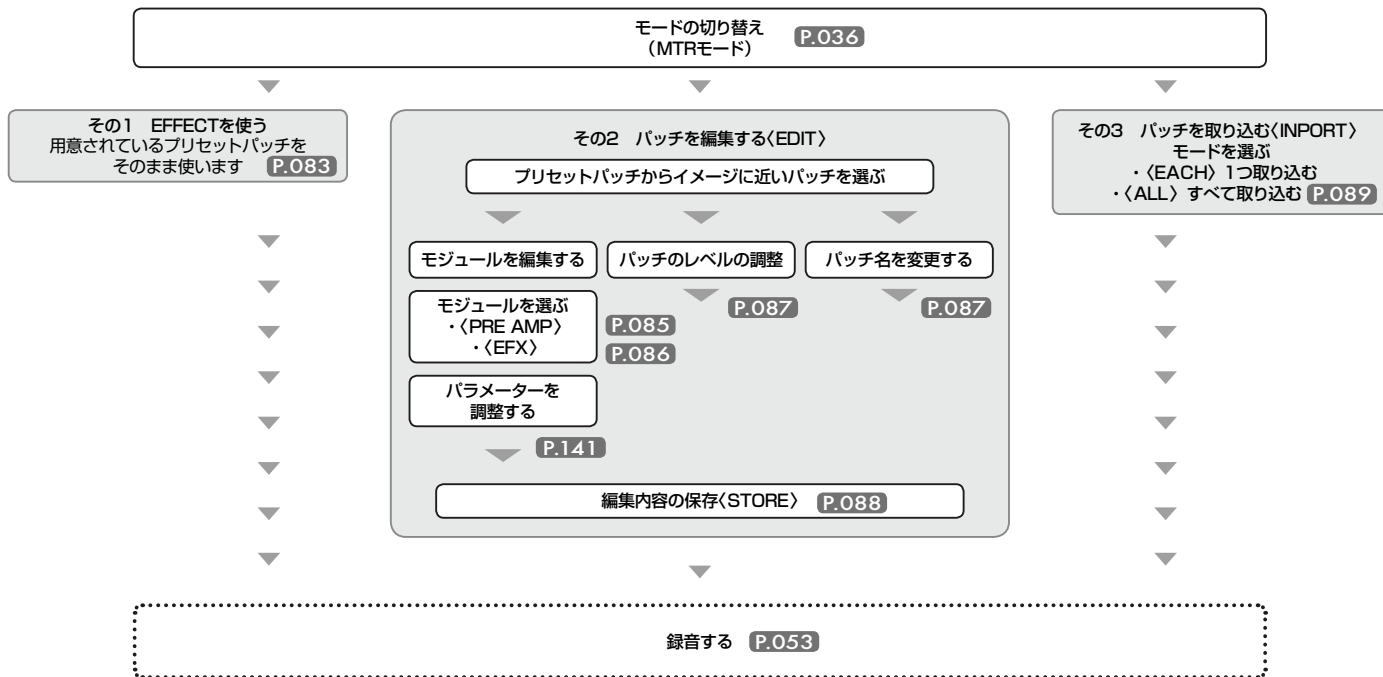 モードの切り替え
（MTRモード） P.036
その1 EFFECTを使う
用意されているプリセットパッチを
そのまま使います P.083
その2 パッチを編集する〈EDIT〉
プリセットパッチからイメージに近いパッチを選ぶ
モジュールを編集する
モジュールを選ぶ
・〈PRE AMP〉 P.085
・〈EFX〉 P.086
パラメーターを
調整する
P.141
パッチのレベルの調整
P.087
パッチ名を変更する
P.087
編集内容の保存〈STORE〉 P.088
その3 パッチを取り込む〈INPORT〉
モードを選ぶ
・〈EACH〉1つ取り込む
・〈ALL〉すべて取り込む P.089
録音する P.053